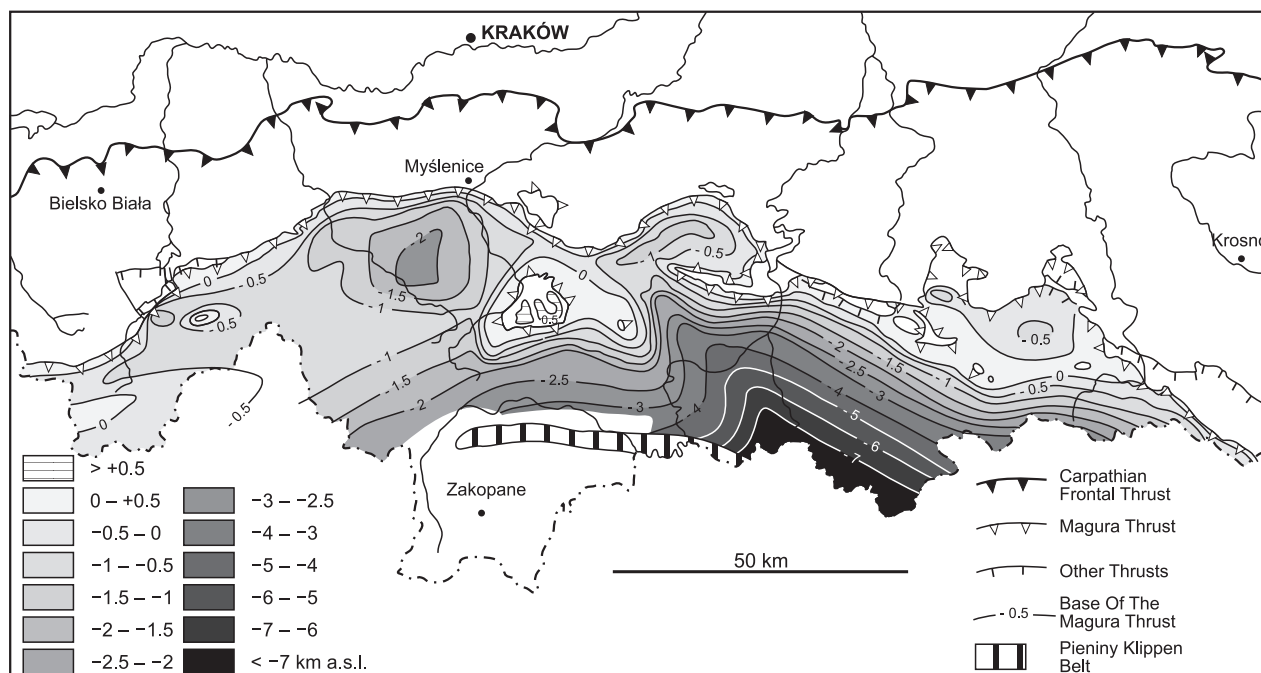 KRAKÓW
Myślenice
Bielsko Biała
Krosno
0
- 0.5
- 2
- 1.5
- 1
- 0.5
0
0.5
- 1
- 0.5
- 0.5
- 1
- 1.5
- 2
- 2.5
- 3
- 4
- 2
- 1.5
- 1
- 2.5
- 3
- 4
- 5
- 6
- 7
0
- 0.5
0
- 0.5
Zakopane
50 km
> +0.5
0 – +0.5
−0.5 – 0
−1 – −0.5
−1.5 – −1
−2 – −1.5
−2.5 – −2
−3 – −2.5
−4 – −3
−5 – −4
−6 – −5
−7 – −6
< −7 km a.s.l.
Carpathian
Frontal Thrust
Magura Thrust
Other Thrusts
- 0.5
Base Of The
Magura Thrust
Pieniny Klippen
Belt